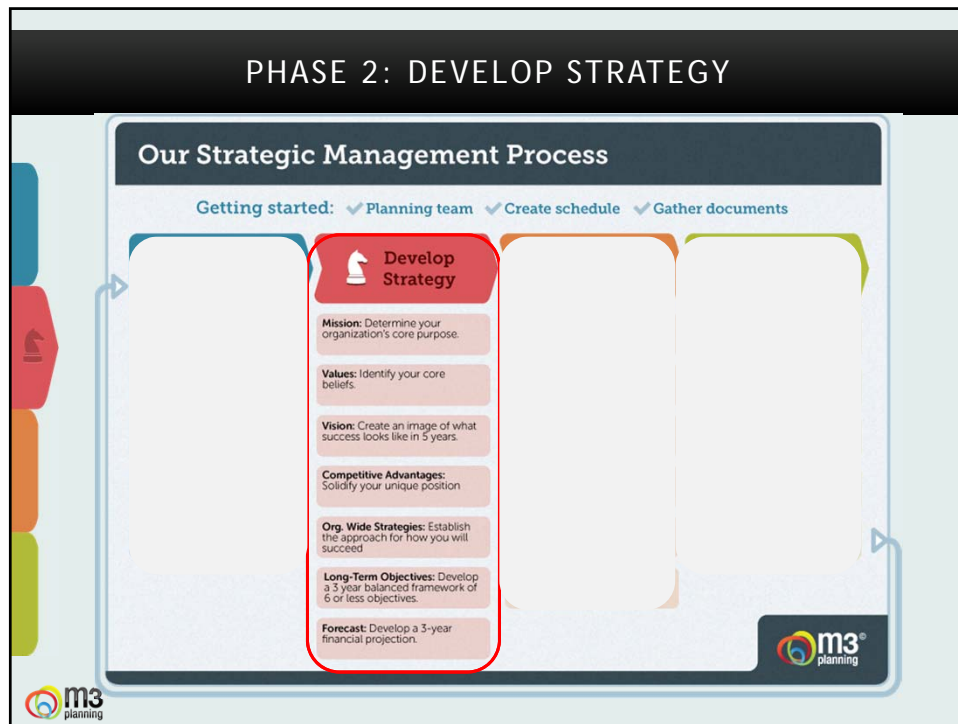 PHASE 2: DEVELOP STRATEGY
Our Strategic Management Process
Getting started: Planning team Create schedule Gather documents
Develop
Strategy
Mission: Determine your
organization's core purpose.
Values: Identify your core
beliefs.
Vision: Create an image of what
success looks like in 5 years.
Competitive Advantages:
Solidify your unique position
Org. Wide Strategies: Establish
the approach for how you will
succeed
Long-Term Objectives: Develop
a 3 year balanced framework of
6 or less objectives.
Forecast: Develop a 3-year
financial projection.
m3©
planning
m3
planning